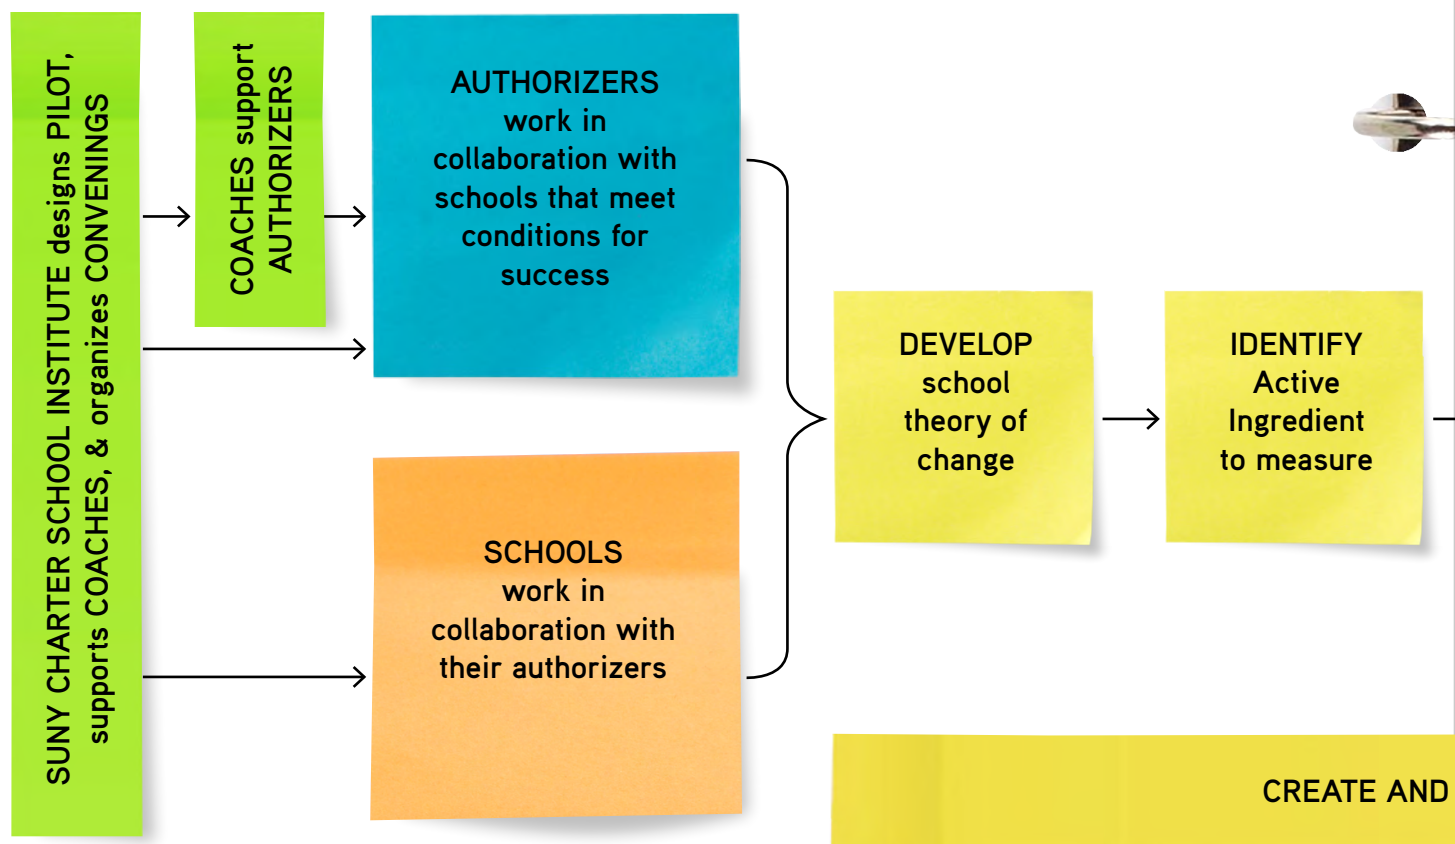 SUNY CHARTER SCHOOL INSTITUTE designs PILOT,
supports COACHES, & organizes CONVENINGS
COACHES support
AUTHORIZERS
AUTHORIZERS
work in
collaboration with
schools that meet
conditions for
success
SCHOOLS
work in
collaboration with
their authorizers
DEVELOP
school
theory of
change
IDENTIFY
Active
Ingredient
to measure
CREATE AND